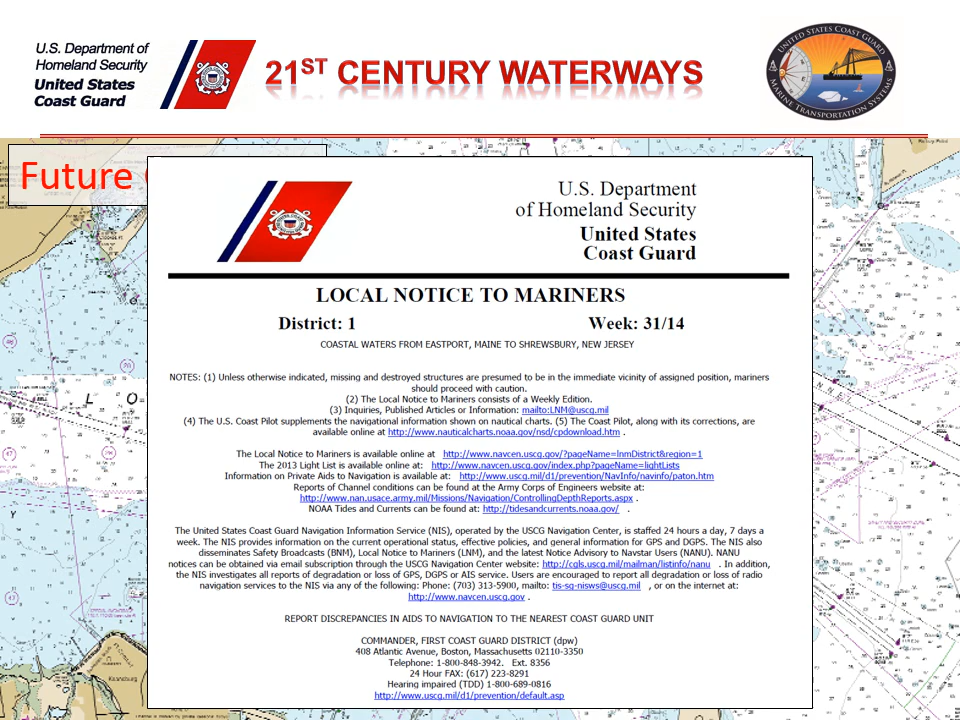 U.S. Department of
Homeland Security
United States
Coast Guard
21ST CENTURY WATERWAYS
UNITED STATES COAST GUARD
MARINE TRANSPORTATION SYSTEMS
Future
U.S. Department
of Homeland Security
United States
Coast Guard
LOCAL NOTICE TO MARINERS
District: 1 Week: 31/14
COASTAL WATERS FROM EASTPORT, MAINE TO SHREWSBURY, NEW JERSEY
NOTES: (1) Unless otherwise indicated, missing and destroyed structures are presumed to be in the immediate vicinity of assigned position, mariners
should proceed with caution.
(2) The Local Notice to Mariners consists of a Weekly Edition.
(3) Inquiries, Published Articles or Information: mailto:LNM@uscg.mil
(4) The U.S. Coast Pilot supplements the navigational information shown on nautical charts. (5) The Coast Pilot, along with its corrections, are
available online at http://www.nauticalcharts.noaa.gov/nsd/cpdownload.htm .
The Local Notice to Mariners is available online at http://www.navcen.uscg.gov/?pageName=lnmDistrict&region=1
The 2013 Light List is available online at: http://www.navcen.uscg.gov/index.php?pageName=lightLists
Information on Private Aids to Navigation is available at: http://www.uscg.mil/d1/prevention/NavInfo/navinfo/paton.htm
Reports of Channel conditions can be found at the Army Corps of Engineers website at:
http://www.nan.usace.army.mil/Missions/Navigation/ControllingDepthReports.aspx .
NOAA Tides and Currents can be found at: http://tidesandcurrents.noaa.gov/ .
The United States Coast Guard Navigation Information Service (NIS), operated by the USCG Navigation Center, is staffed 24 hours a day, 7 days a
week. The NIS provides information on the current operational status, effective policies, and general information for GPS and DGPS. The NIS also
disseminates Safety Broadcasts (BNM), Local Notice to Mariners (LNM), and the latest Notice Advisory to Navstar Users (NANU). NANU
notices can be obtained via email subscription through the USCG Navigation Center website: http://cgls.uscg.mil/mailman/listinfo/nanu . In addition,
the NIS investigates all reports of degradation or loss of GPS, DGPS or AIS service. Users are encouraged to report all degradation or loss of radio
navigation services to the NIS via any of the following: Phone: (703) 313-5900, mailto: tis-sg-nisws@uscg.mil , or on the internet at:
http://www.navcen.uscg.gov .
REPORT DISCREPANCIES IN AIDS TO NAVIGATION TO THE NEAREST COAST GUARD UNIT
COMMANDER, FIRST COAST GUARD DISTRICT (dpw)
408 Atlantic Avenue, Boston, Massachusetts 02110-3350
Telephone: 1-800-848-3942. Ext. 8356
24 Hour FAX: (617) 223-8291
Hearing impaired (TDD) 1-800-689-0816
http://www.uscg.mil/d1/prevention/default.asp